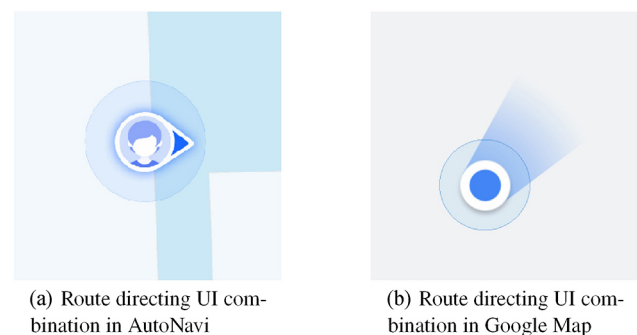 (a) Route directing UI com-
bination in AutoNavi
(b) Route directing UI com-
bination in Google Map